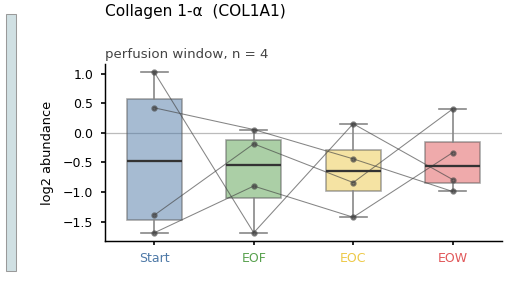 Collagen 1-α  (COL1A1)
perfusion window, n = 4
log2 abundance
1.0
0.5
0.0
−0.5
−1.0
−1.5
Start EOF EOC EOW